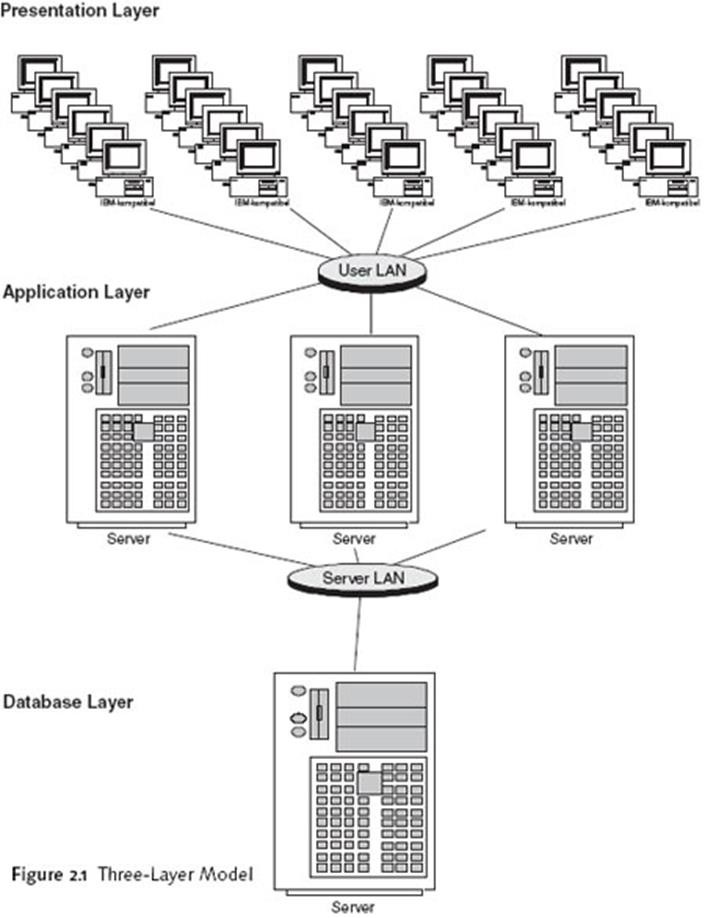 Presentation Layer
IBM-kompatibel
IBM-kompatibel
IBM-kompatibel
IBM-kompatibel
IBM-kompatibel
User LAN
Application Layer
Server
Server
Server
Server LAN
Database Layer
Figure 2.1 Three-Layer Model
Server